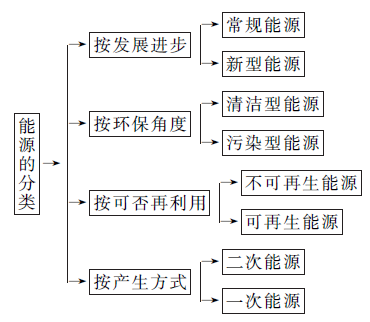 能源的分类
按发展进步
常规能源
新型能源
按环保角度
清洁型能源
污染型能源
按可否再利用
不可再生能源
可再生能源
按产生方式
二次能源
一次能源